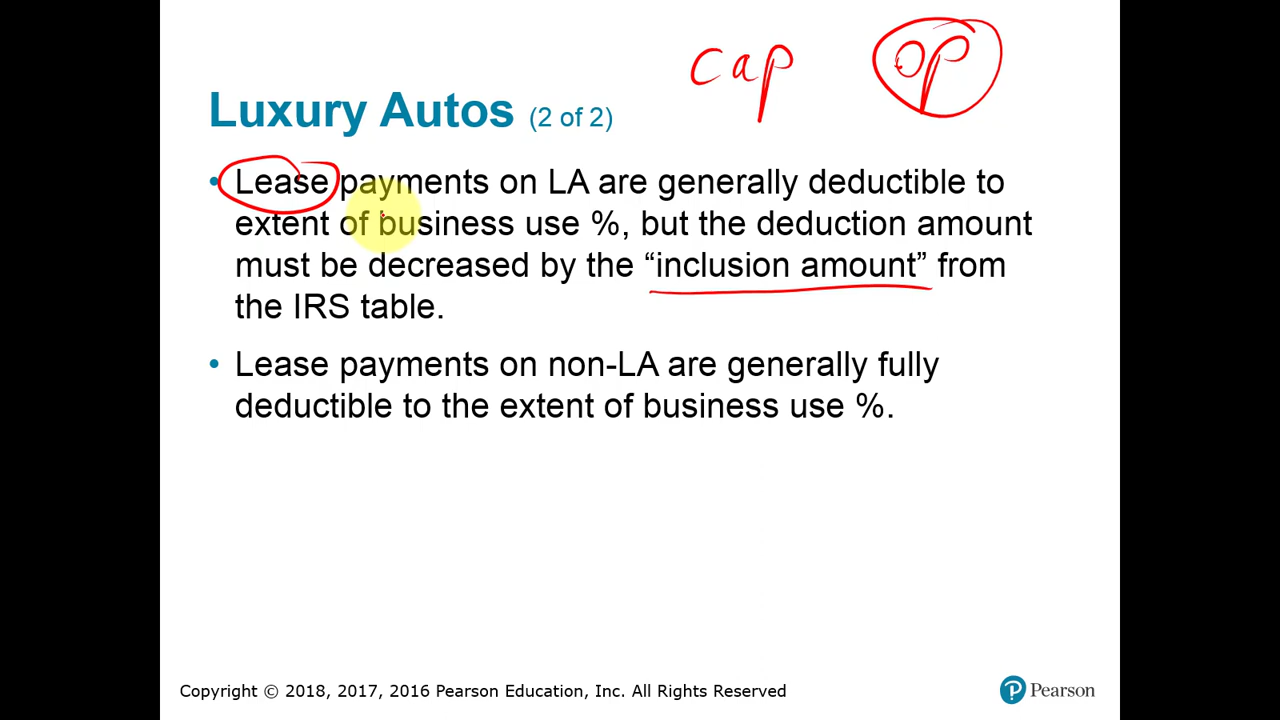 cap op
Luxury Autos (2 of 2)
• Lease payments on LA are generally deductible to
extent of business use %, but the deduction amount
must be decreased by the “inclusion amount” from
the IRS table.
• Lease payments on non-LA are generally fully
deductible to the extent of business use %.
Copyright © 2018, 2017, 2016 Pearson Education, Inc. All Rights Reserved
P Pearson